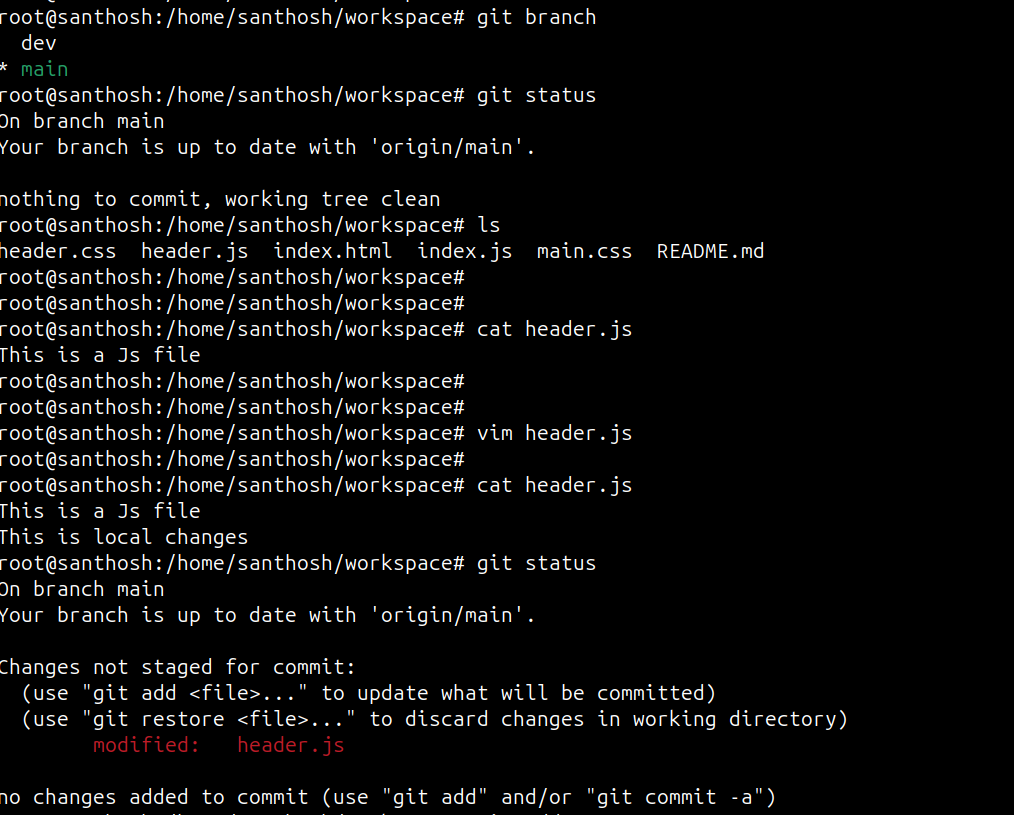 root@santhosh:/home/santhosh/workspace# git branch
  dev
* main
root@santhosh:/home/santhosh/workspace# git status
On branch main
Your branch is up to date with 'origin/main'.

nothing to commit, working tree clean
root@santhosh:/home/santhosh/workspace# ls
header.css  header.js  index.html  index.js  main.css  README.md
root@santhosh:/home/santhosh/workspace#
root@santhosh:/home/santhosh/workspace#
root@santhosh:/home/santhosh/workspace# cat header.js
This is a Js file
root@santhosh:/home/santhosh/workspace#
root@santhosh:/home/santhosh/workspace#
root@santhosh:/home/santhosh/workspace# vim header.js
root@santhosh:/home/santhosh/workspace#
root@santhosh:/home/santhosh/workspace# cat header.js
This is a Js file
This is local changes
root@santhosh:/home/santhosh/workspace# git status
On branch main
Your branch is up to date with 'origin/main'.

Changes not staged for commit:
  (use "git add <file>..." to update what will be committed)
  (use "git restore <file>..." to discard changes in working directory)
        modified:   header.js

no changes added to commit (use "git add" and/or "git commit -a")